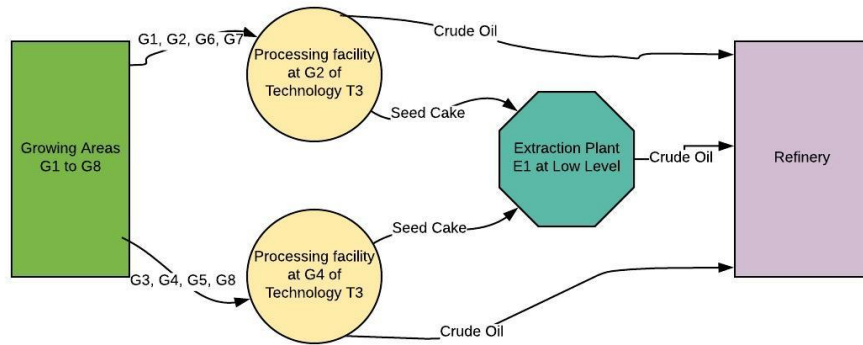 G1, G2, G6, G7
Crude Oil
Processing facility
at G2 of
Technology T3
Seed Cake
Growing Areas
G1 to G8
Extraction Plant
E1 at Low Level
Crude Oil
Refinery
Seed Cake
Processing facility
at G4 of
Technology T3
G3, G4, G5, G8
Crude Oil